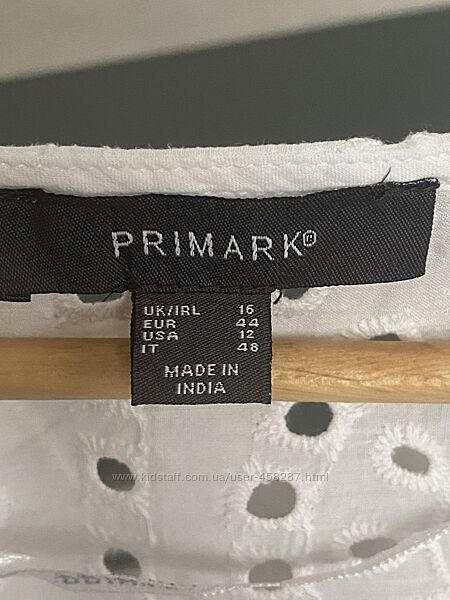 PRIMARK©
UK/IRL 16
EUR 44
USA 12
IT 48
MADE IN
INDIA
www.kidstaff.com.ua/user-458287.html